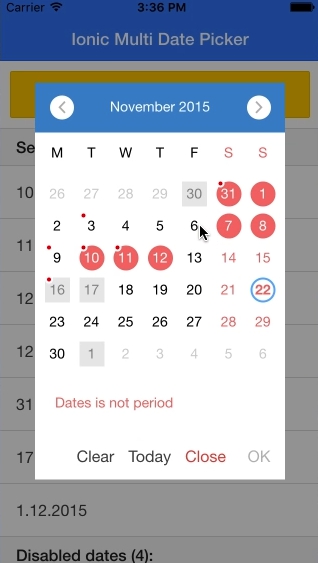 Carrier 3:36 PM
Ionic Multi Date Picker
November 2015
Se
M T W T F S S
10
26 27 28 29 30 31 1
11
2 3 4 5 6 7 8
9 10 11 12 13 14 15
12
16 17 18 19 20 21 22
23 24 25 26 27 28 29
12
30 1 2 3 4 5 6
31
Dates is not period
17
Clear Today Close OK
1.12.2015
Disabled dates (4):